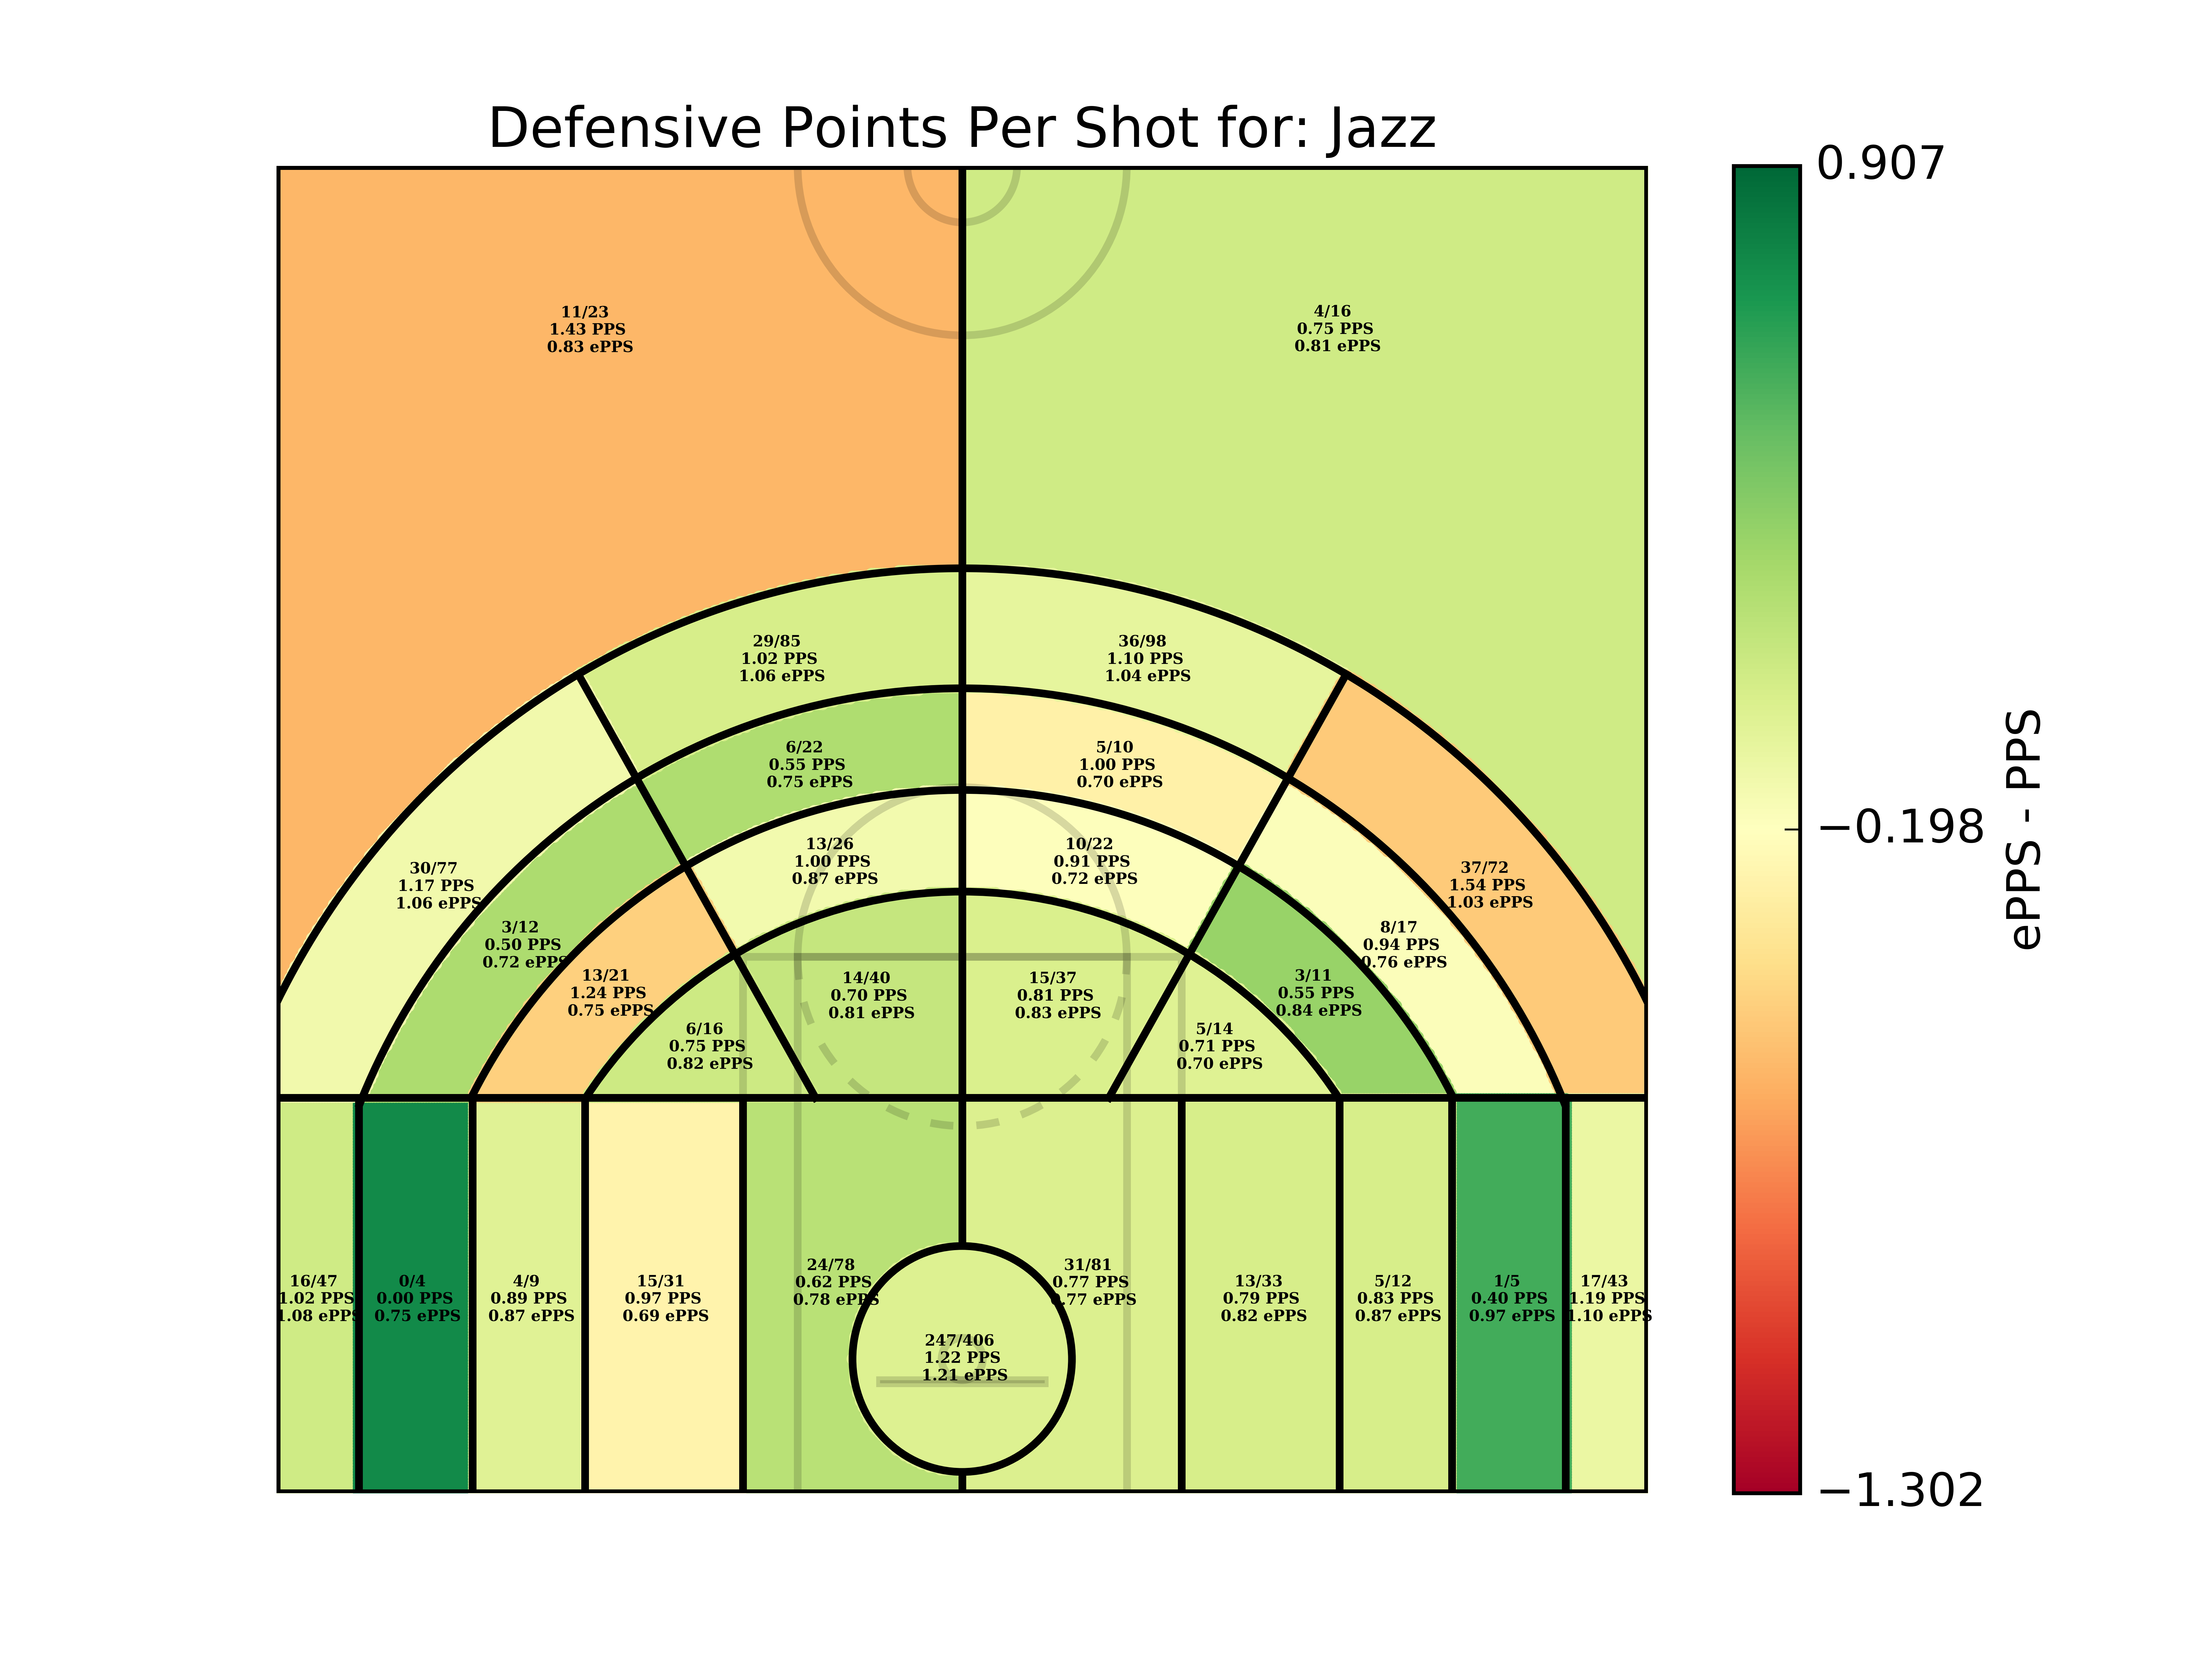 Defensive Points Per Shot for: Jazz
11/23
1.43 PPS
0.83 ePPS
4/16
0.75 PPS
0.81 ePPS
29/85
1.02 PPS
1.06 ePPS
36/98
1.10 PPS
1.04 ePPS
6/22
0.55 PPS
0.75 ePPS
5/10
1.00 PPS
0.70 ePPS
13/26
1.00 PPS
0.87 ePPS
10/22
0.91 PPS
0.72 ePPS
30/77
1.17 PPS
1.06 ePPS
37/72
1.54 PPS
1.03 ePPS
3/12
0.50 PPS
0.72 ePPS
8/17
0.94 PPS
0.76 ePPS
13/21
1.24 PPS
0.75 ePPS
14/40
0.70 PPS
0.81 ePPS
15/37
0.81 PPS
0.83 ePPS
3/11
0.55 PPS
0.84 ePPS
6/16
0.75 PPS
0.82 ePPS
5/14
0.71 PPS
0.70 ePPS
16/47
1.02 PPS
1.08 ePPS
0/4
0.00 PPS
0.75 ePPS
4/9
0.89 PPS
0.87 ePPS
15/31
0.97 PPS
0.69 ePPS
24/78
0.62 PPS
0.78 ePPS
31/81
0.77 PPS
0.77 ePPS
13/33
0.79 PPS
0.82 ePPS
5/12
0.83 PPS
0.87 ePPS
1/5
0.40 PPS
0.97 ePPS
17/43
1.19 PPS
1.10 ePPS
247/406
1.22 PPS
1.21 ePPS
0.907
−0.198
−1.302
ePPS - PPS